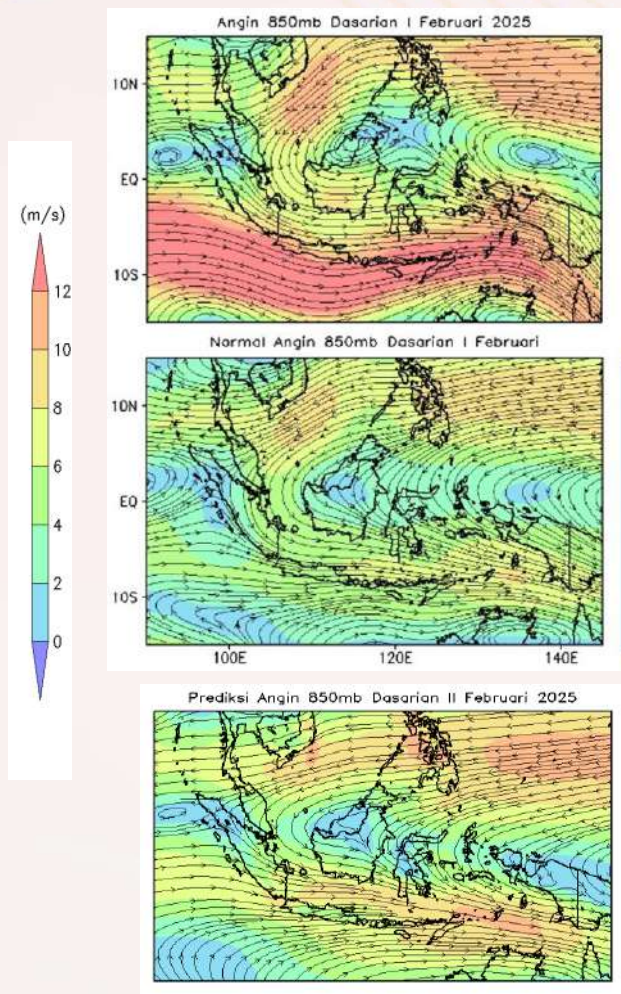 Angin 850mb Dasarian I Februari 2025
10N
EQ
10S
(m/s)
12
10
8
6
4
2
0
Normal Angin 850mb Dasarian I Februari
10N
EQ
10S
100E 120E 140E
Prediksi Angin 850mb Dasarian II Februari 2025